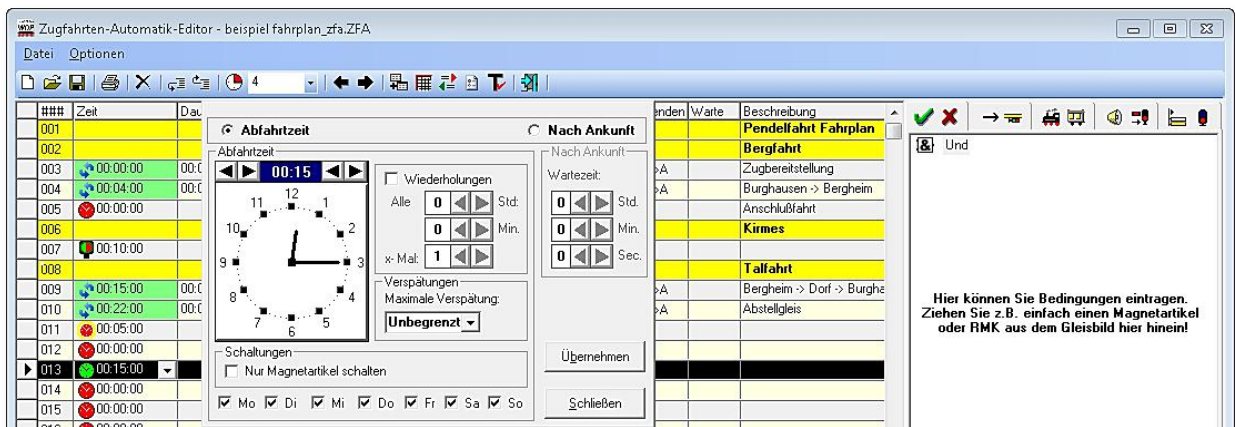 Zugfahrten-Automatik-Editor - beispiel fahrplan_zfa.ZFA
Datei Optionen
4
### Zeit
enden Warte Beschreibung
001 Pendelfahrt Fahrplan
002 Bergfahrt
003 00:00:00 00:0 >A Zugbereitstellung
004 00:04:00 00:0 >A Burghausen -> Bergheim
005 00:00:00 Anschlußfahrt
006 Kirmes
007 00:10:00
008 Talfahrt
009 00:15:00 00:0 >A Bergheim -> Dorf -> Burgha
010 00:22:00 00:0 >A Abstellgleis
011 00:05:00
012 00:00:00
013 00:15:00
014 00:00:00
015 00:00:00
Abfahrtzeit Nach Ankunft
Abfahrtzeit
00:15
12
11 1
10 2
9 3
8 4
7 5
6
Wiederholungen
Alle 0 Std:
0 Min.
x- Mal: 1
Verspätungen
Maximale Verspätung:
Unbegrenzt
Schaltungen
Nur Magnetartikel schalten
Mo Di Mi Do Fr Sa So
Nach Ankunft
Wartezeit:
0 Std.
0 Min.
0 Sec.
Übernehmen
Schließen
& Und
Hier können Sie Bedingungen eintragen.
Ziehen Sie z.B. einfach einen Magnetartikel
oder RMK aus dem Gleisbild hier hinein!